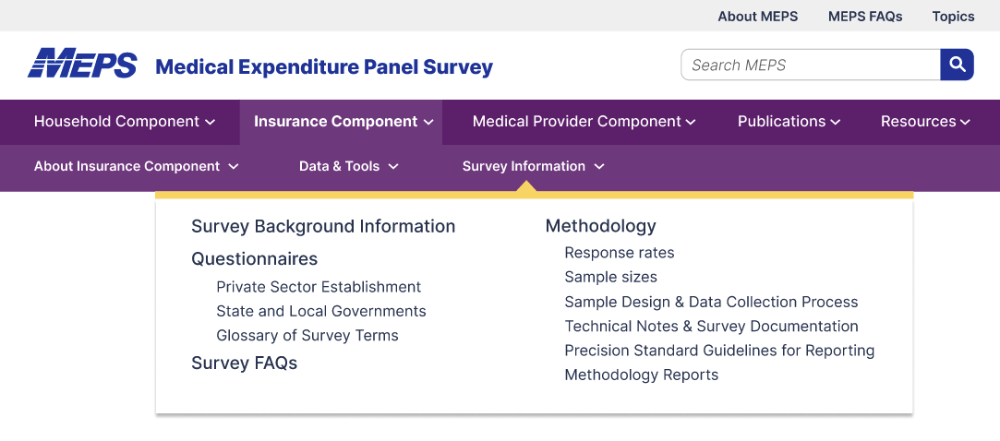 About MEPS MEPS FAQs Topics
MEPS Medical Expenditure Panel Survey
Search MEPS
Household Component Insurance Component Medical Provider Component Publications Resources
About Insurance Component Data & Tools Survey Information
Survey Background Information
Questionnaires
Private Sector Establishment
State and Local Governments
Glossary of Survey Terms
Survey FAQs
Methodology
Response rates
Sample sizes
Sample Design & Data Collection Process
Technical Notes & Survey Documentation
Precision Standard Guidelines for Reporting
Methodology Reports